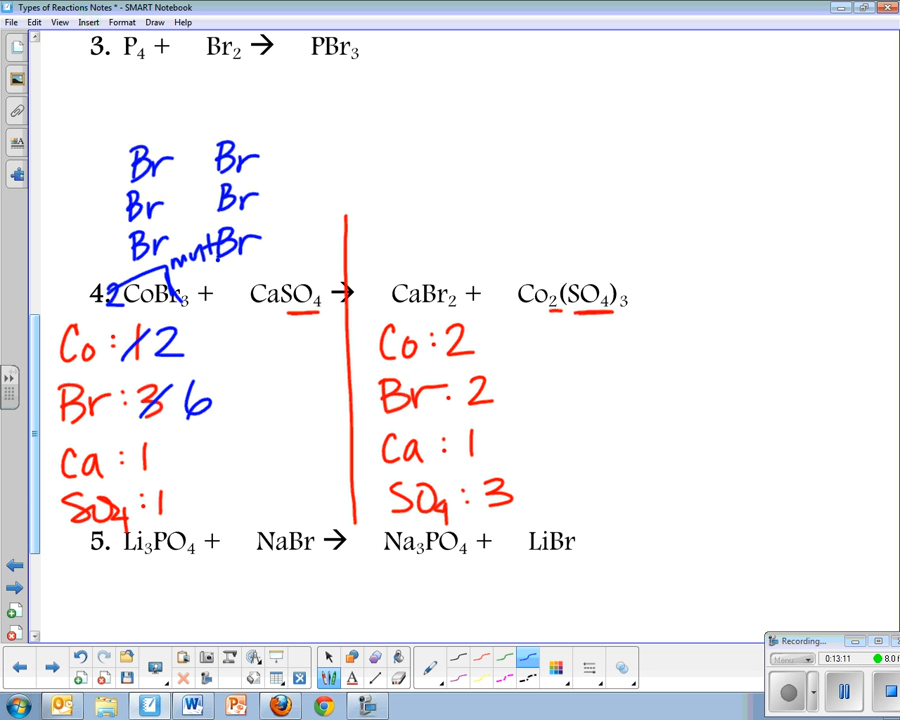 Types of Reactions Notes * - SMART Notebook
File Edit View Insert Format Draw Help
3. P₄ + Br₂ → PBr₃
Br Br
Br Br
Br mult. Br
4. 2 CoBr₃ + CaSO₄ → CaBr₂ + Co₂(SO₄)₃
Co : 1 2 Co : 2
Br : 3 6 Br : 2
Ca : 1 Ca : 1
SO₄ : 1 SO₄ : 3
5. Li₃PO₄ + NaBr → Na₃PO₄ + LiBr
Recording...
0:13:11 8.0